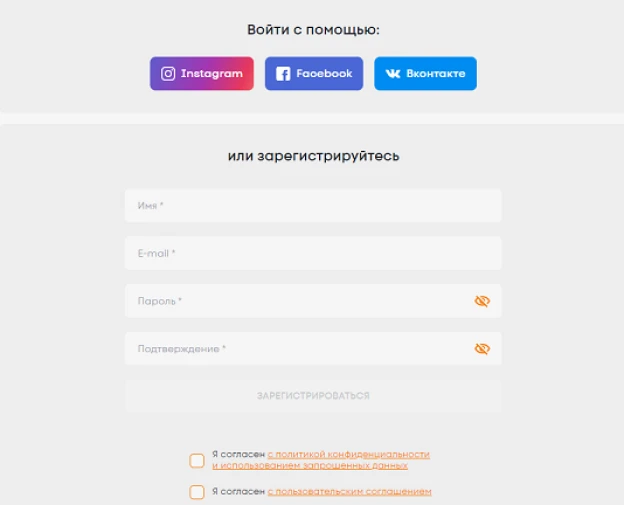 Войти с помощью:
Instagram Facebook Вконтакте
или зарегистрируйтесь
Имя *
E-mail *
Пароль *
Подтверждение *
ЗАРЕГИСТРИРОВАТЬСЯ
Я согласен с политикой конфиденциальности
и использованием запрошенных данных
Я согласен с пользовательским соглашением